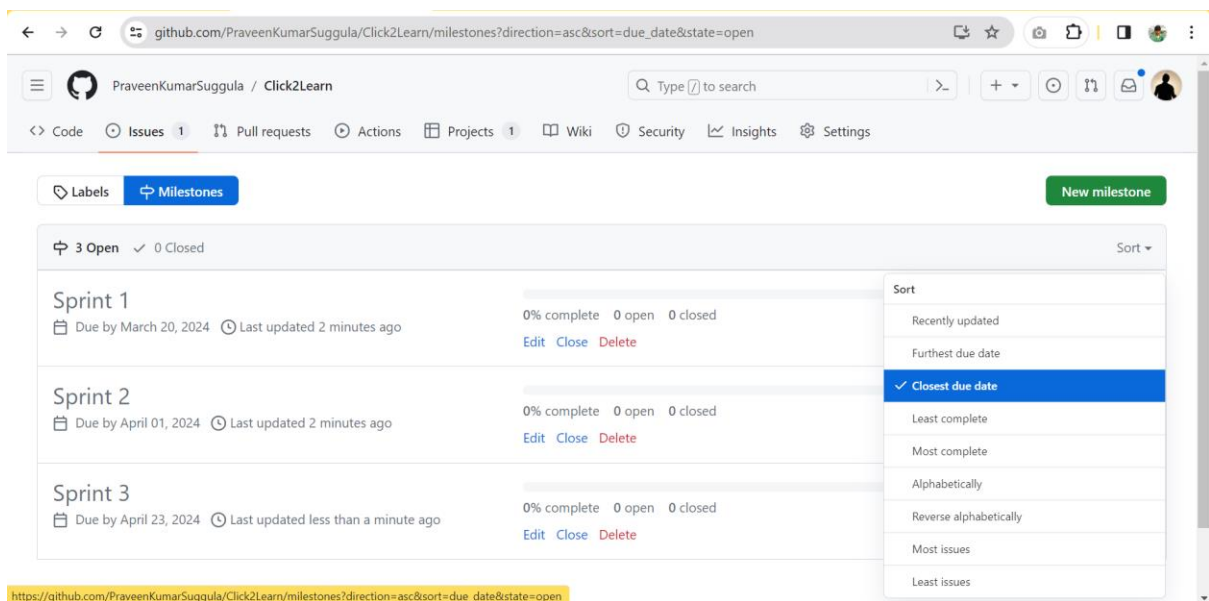 github.com/PraveenKumarSuggula/Click2Learn/milestones?direction=asc&sort=due_date&state=open
PraveenKumarSuggula / Click2Learn
Type / to search
<> Code Issues 1 Pull requests Actions Projects 1 Wiki Security Insights Settings
Labels Milestones New milestone
3 Open 0 Closed Sort
Sprint 1
Due by March 20, 2024 Last updated 2 minutes ago
0% complete 0 open 0 closed
Edit Close Delete
Sprint 2
Due by April 01, 2024 Last updated 2 minutes ago
0% complete 0 open 0 closed
Edit Close Delete
Sprint 3
Due by April 23, 2024 Last updated less than a minute ago
0% complete 0 open 0 closed
Edit Close Delete
Sort
Recently updated
Furthest due date
Closest due date
Least complete
Most complete
Alphabetically
Reverse alphabetically
Most issues
Least issues
https://github.com/PraveenKumarSuggula/Click2Learn/milestones?direction=asc&sort=due_date&state=open